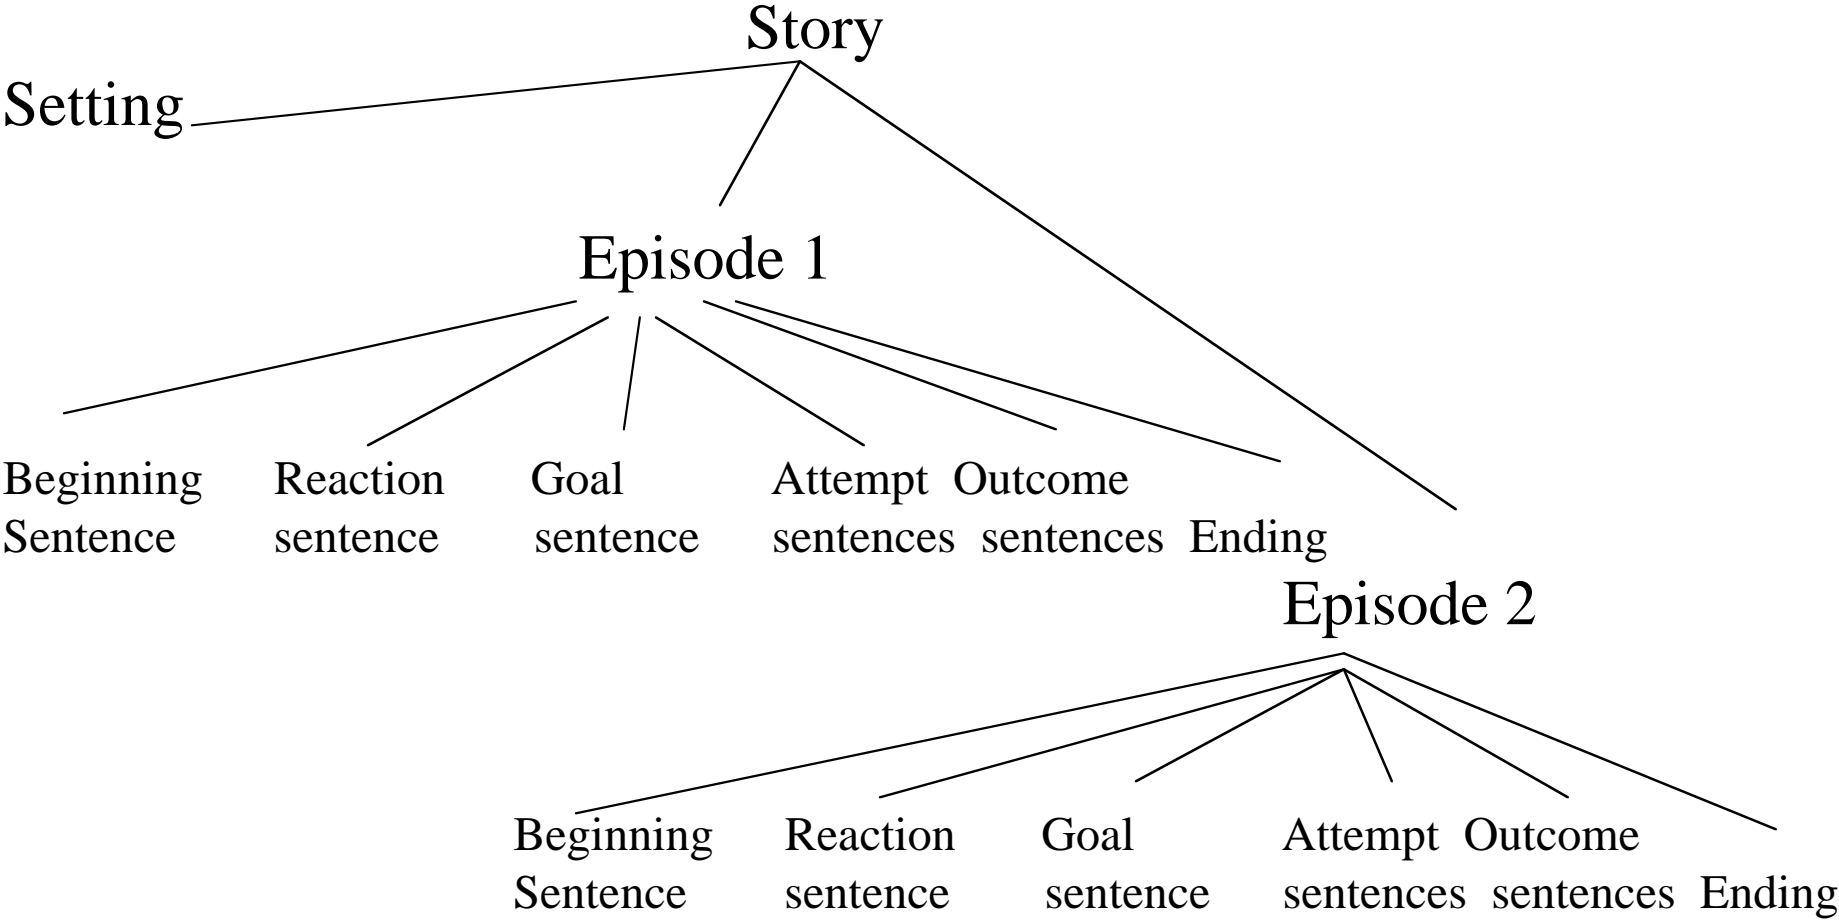 Story
Setting
Episode 1
Beginning Reaction Goal Attempt Outcome
Sentence sentence sentence sentences sentences Ending
Episode 2
Beginning Reaction Goal Attempt Outcome
Sentence sentence sentence sentences sentences Ending